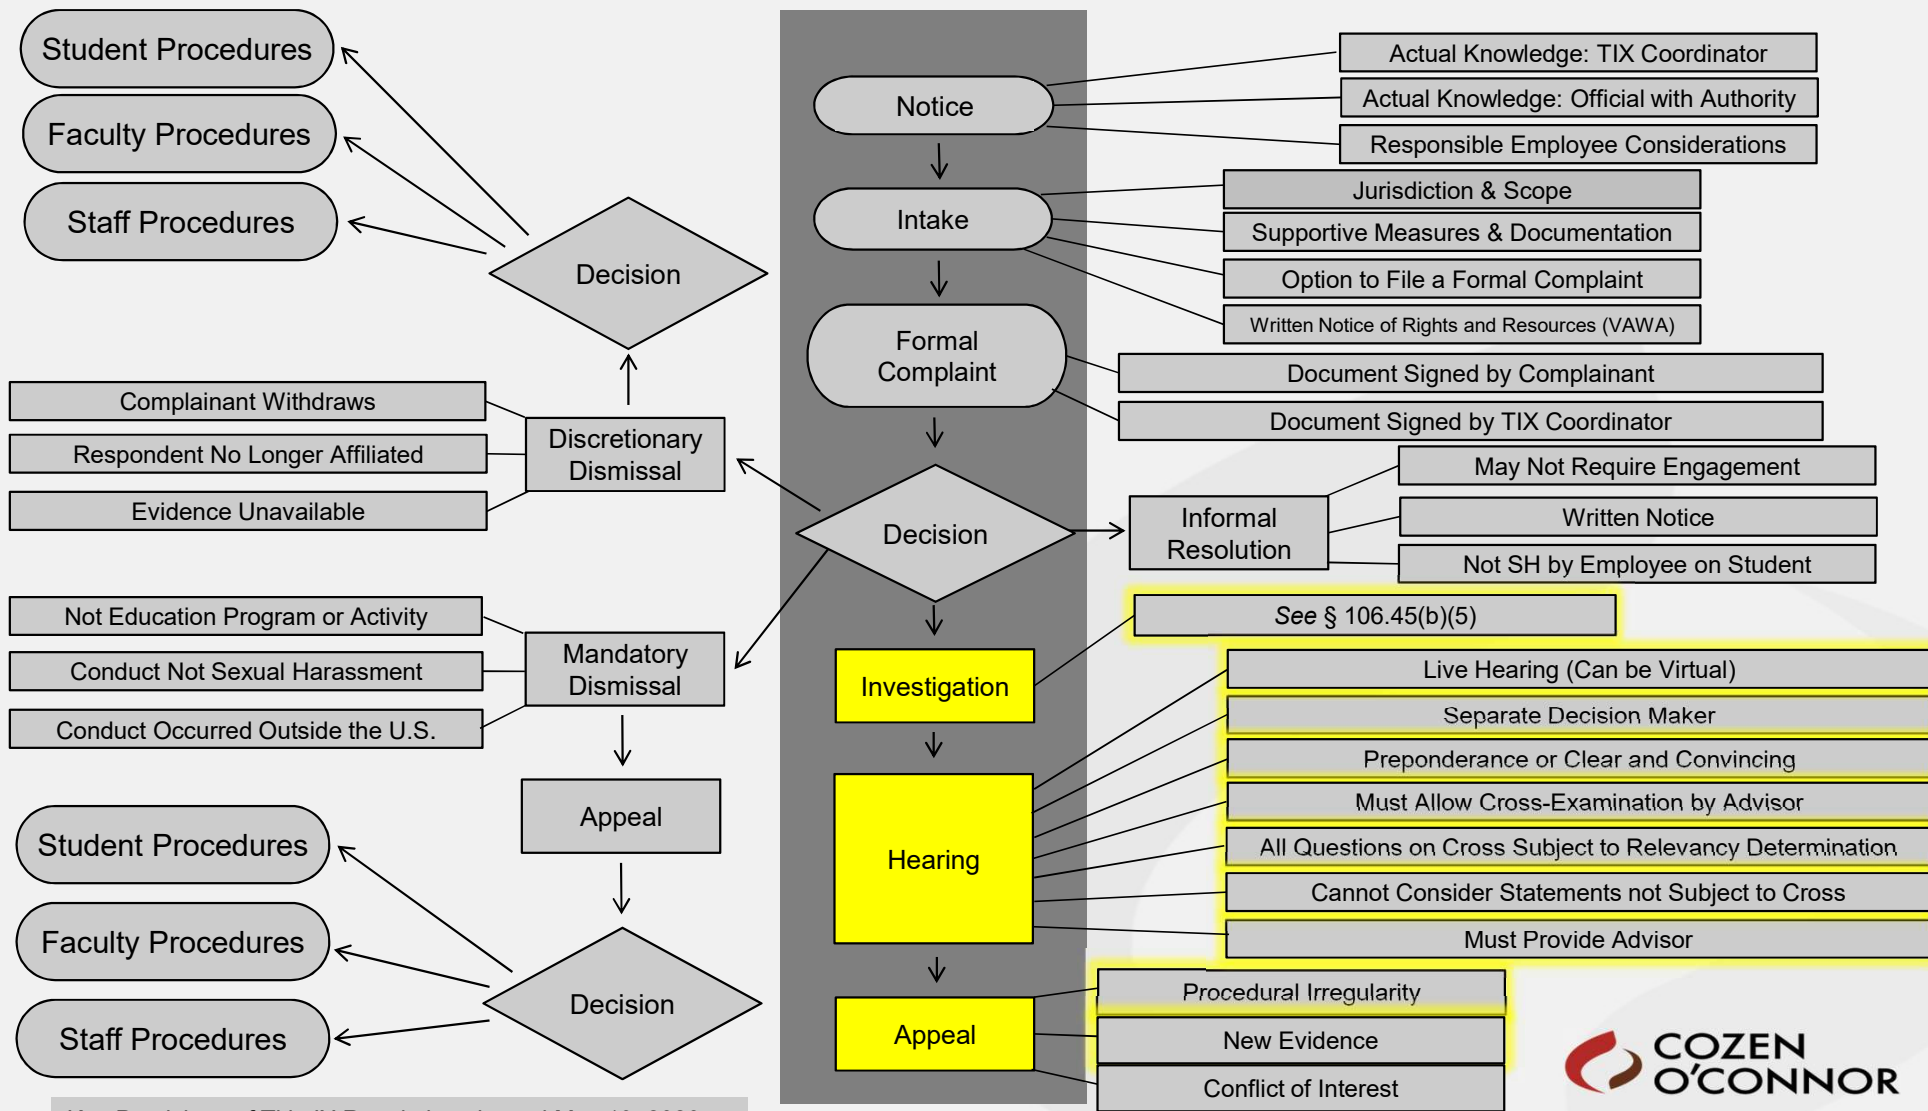 Student Procedures
Faculty Procedures
Staff Procedures
Decision
Complainant Withdraws
Respondent No Longer Affiliated
Evidence Unavailable
Discretionary
Dismissal
Not Education Program or Activity
Conduct Not Sexual Harassment
Conduct Occurred Outside the U.S.
Mandatory
Dismissal
Appeal
Student Procedures
Faculty Procedures
Staff Procedures
Decision
Notice
Actual Knowledge: TIX Coordinator
Actual Knowledge: Official with Authority
Responsible Employee Considerations
Intake
Jurisdiction & Scope
Supportive Measures & Documentation
Option to File a Formal Complaint
Written Notice of Rights and Resources (VAWA)
Formal
Complaint
Document Signed by Complainant
Document Signed by TIX Coordinator
Decision
Informal
Resolution
May Not Require Engagement
Written Notice
Not SH by Employee on Student
Investigation
See § 106.45(b)(5)
Hearing
Live Hearing (Can be Virtual)
Separate Decision Maker
Preponderance or Clear and Convincing
Must Allow Cross-Examination by Advisor
All Questions on Cross Subject to Relevancy Determination
Cannot Consider Statements not Subject to Cross
Must Provide Advisor
Appeal
Procedural Irregularity
New Evidence
Conflict of Interest
COZEN
O'CONNOR